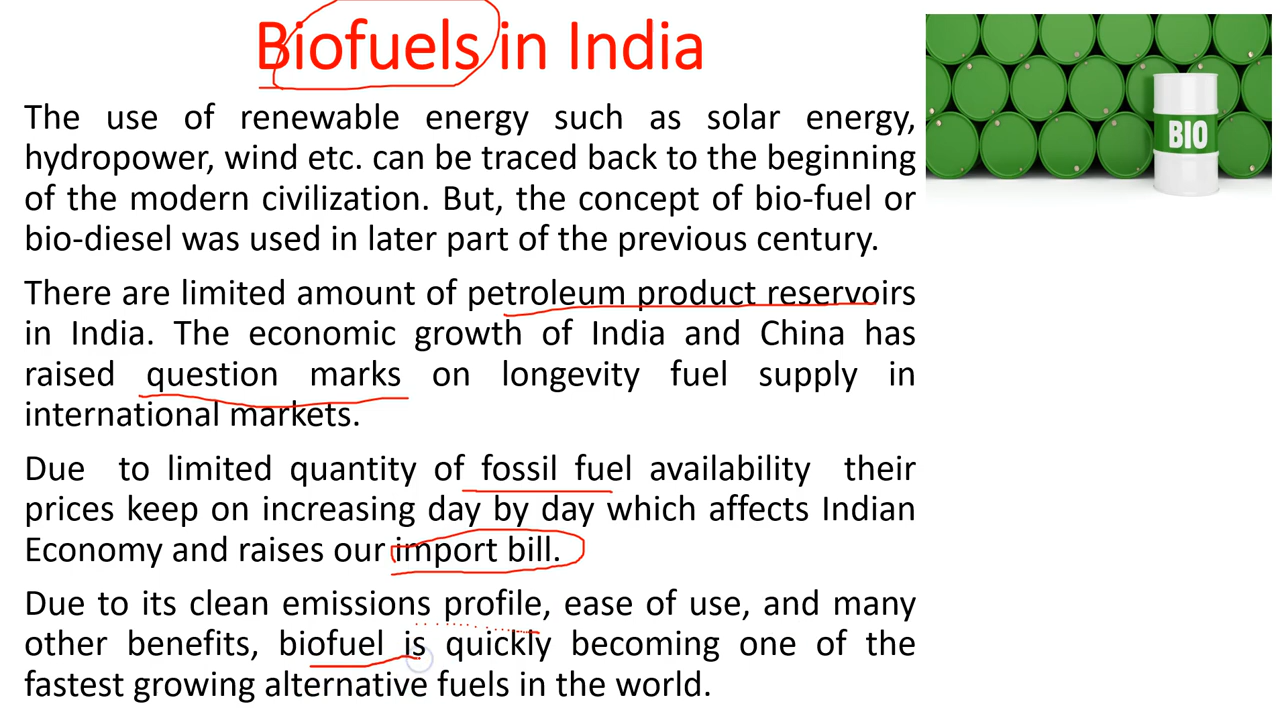 Biofuels in India
BIO
The use of renewable energy such as solar energy,
hydropower, wind etc. can be traced back to the beginning
of the modern civilization. But, the concept of bio-fuel or
bio-diesel was used in later part of the previous century.
There are limited amount of petroleum product reservoirs
in India. The economic growth of India and China has
raised question marks on longevity fuel supply in
international markets.
Due to limited quantity of fossil fuel availability their
prices keep on increasing day by day which affects Indian
Economy and raises our import bill.
Due to its clean emissions profile, ease of use, and many
other benefits, biofuel is quickly becoming one of the
fastest growing alternative fuels in the world.